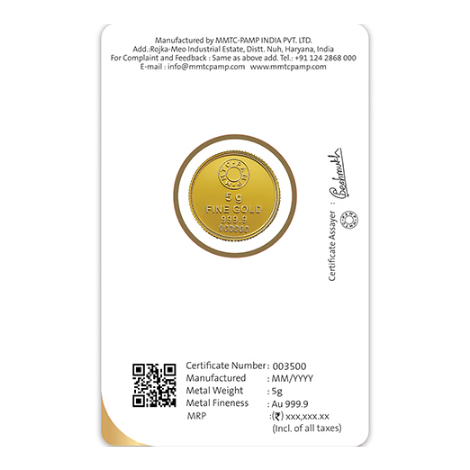 Manufactured by MMTC-PAMP INDIA PVT. LTD.
Add.:Rojka-Meo Industrial Estate, Distt. Nuh, Haryana, India
For Complaint and Feedback : Same as above add. Tel.: +91 124 2868 000
E-mail : info@mmtcpamp.com www.mmtcpamp.com
5 g
FINE GOLD
999.9
000000
Certificate Assayer :
Certificate Number : 003500
Manufactured : MM/YYYY
Metal Weight : 5g
Metal Fineness : Au 999.9
MRP :(₹) xxx,xxx.xx
(Incl. of all taxes)